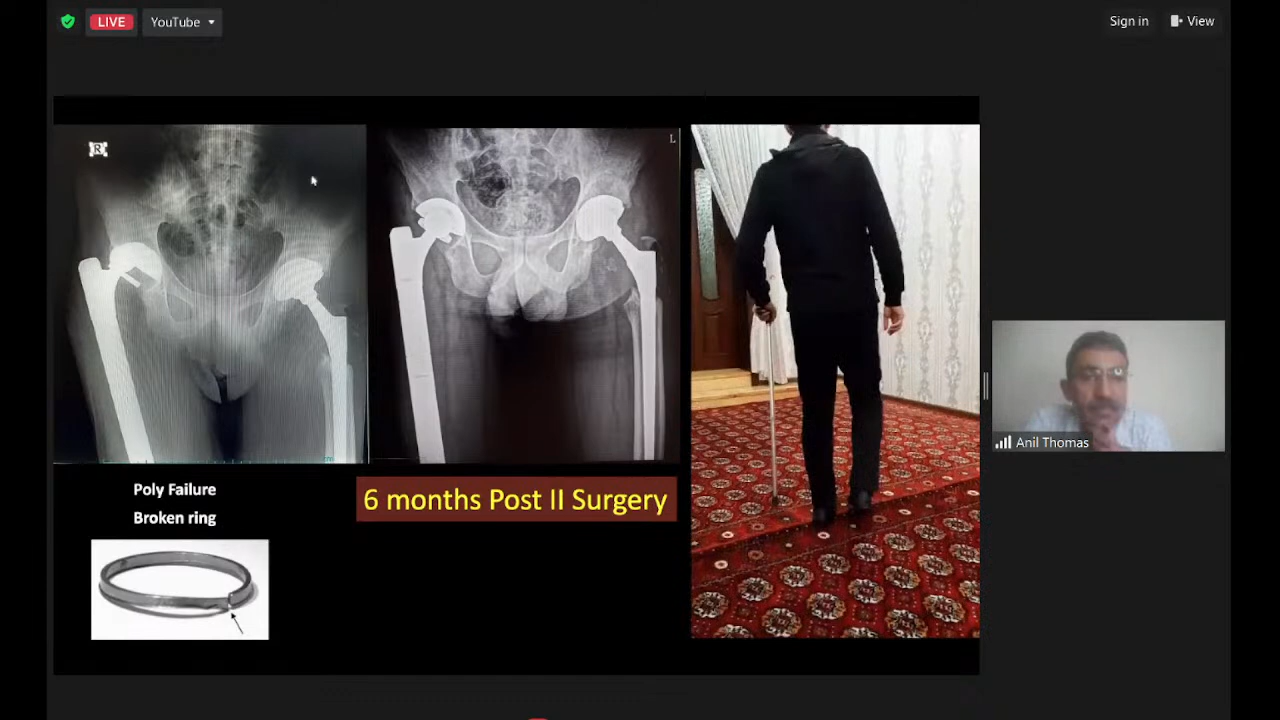 LIVE
YouTube
Sign in
View
R
L
Poly Failure
Broken ring
6 months Post II Surgery
Anil Thomas